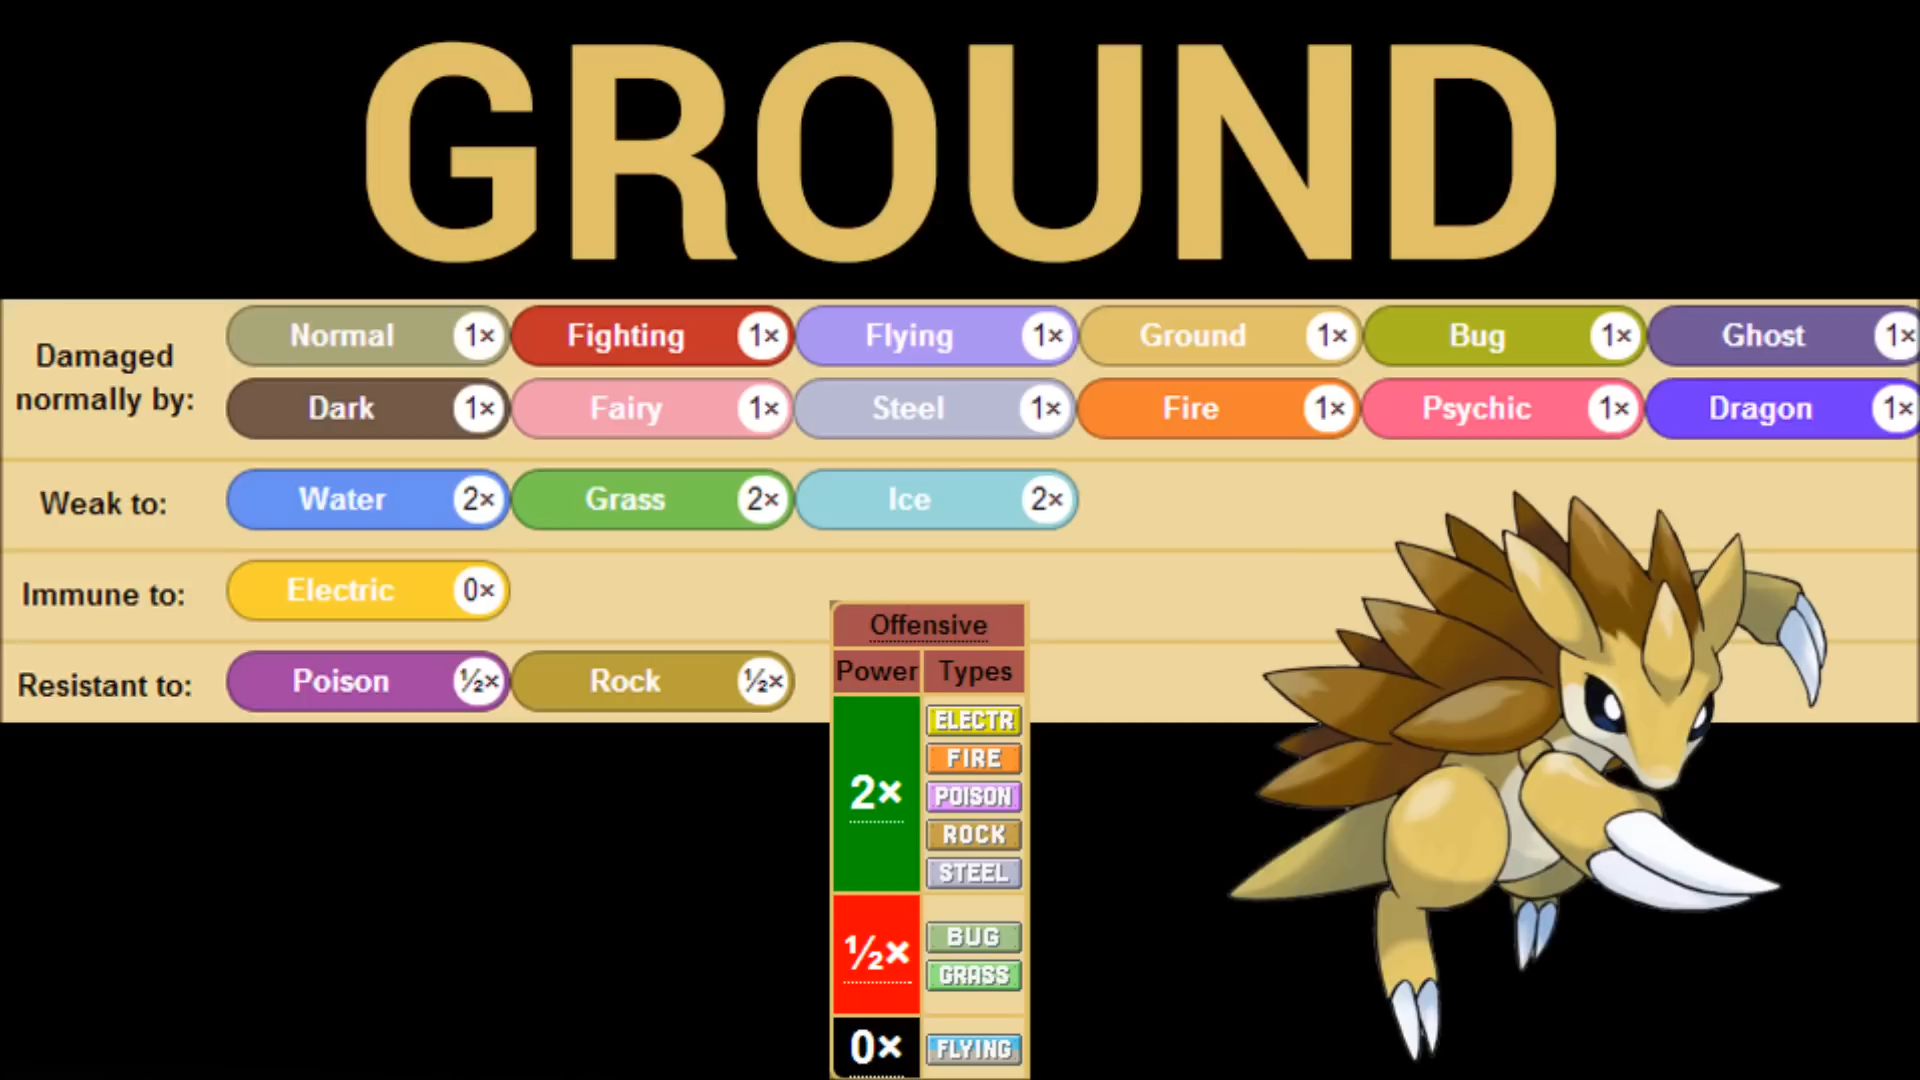 GROUND
Damaged normally by:
Normal 1× Fighting 1× Flying 1× Ground 1× Bug 1× Ghost 1×
Dark 1× Fairy 1× Steel 1× Fire 1× Psychic 1× Dragon 1×
Weak to: Water 2× Grass 2× Ice 2×
Immune to: Electric 0×
Resistant to: Poison ½× Rock ½×
Offensive
Power Types
2×
ELECTR
FIRE
POISON
ROCK
STEEL
½×
BUG
GRASS
0× FLYING